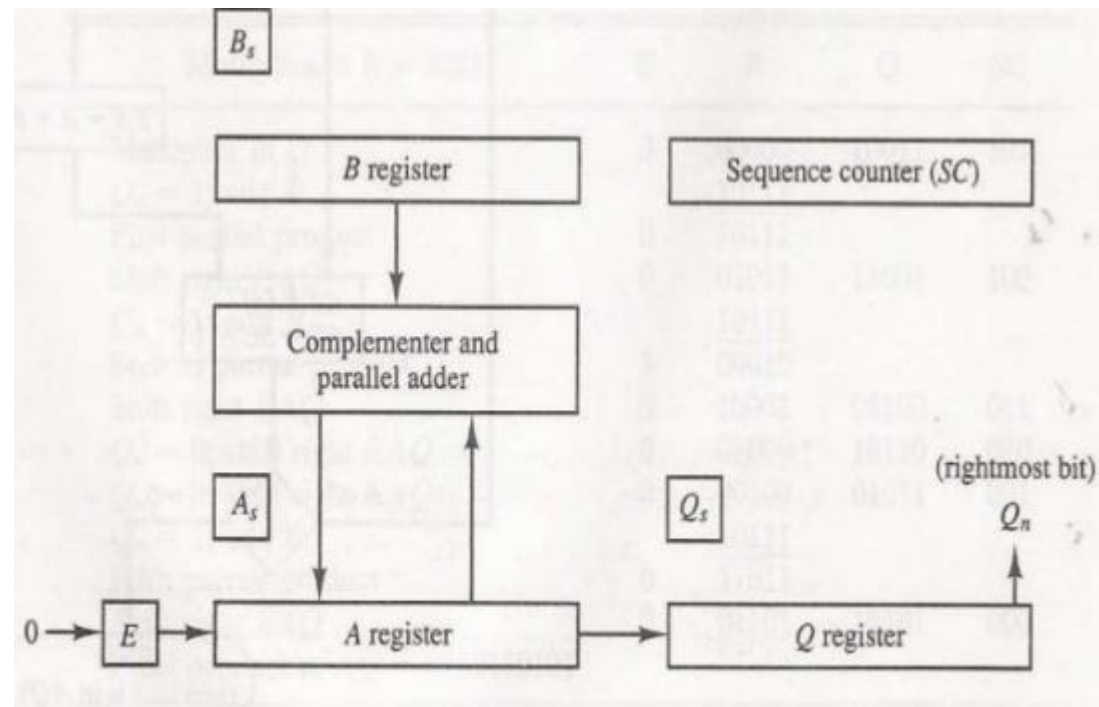 Bs
B register
Sequence counter (SC)
Complementer and
parallel adder
(rightmost bit)
As
Qs
Qn
0
E
A register
Q register